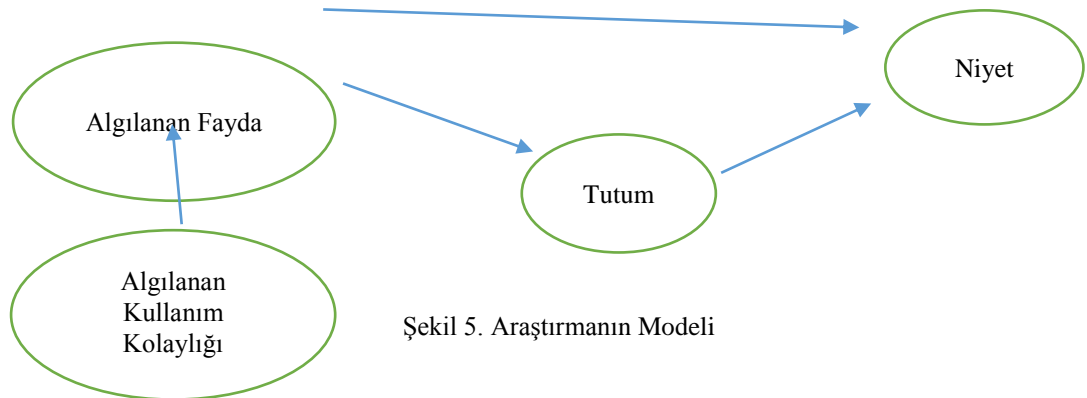 Niyet
Algılanan Fayda
Tutum
Algılanan
Kullanım
Kolaylığı
Şekil 5. Araştırmanın Modeli